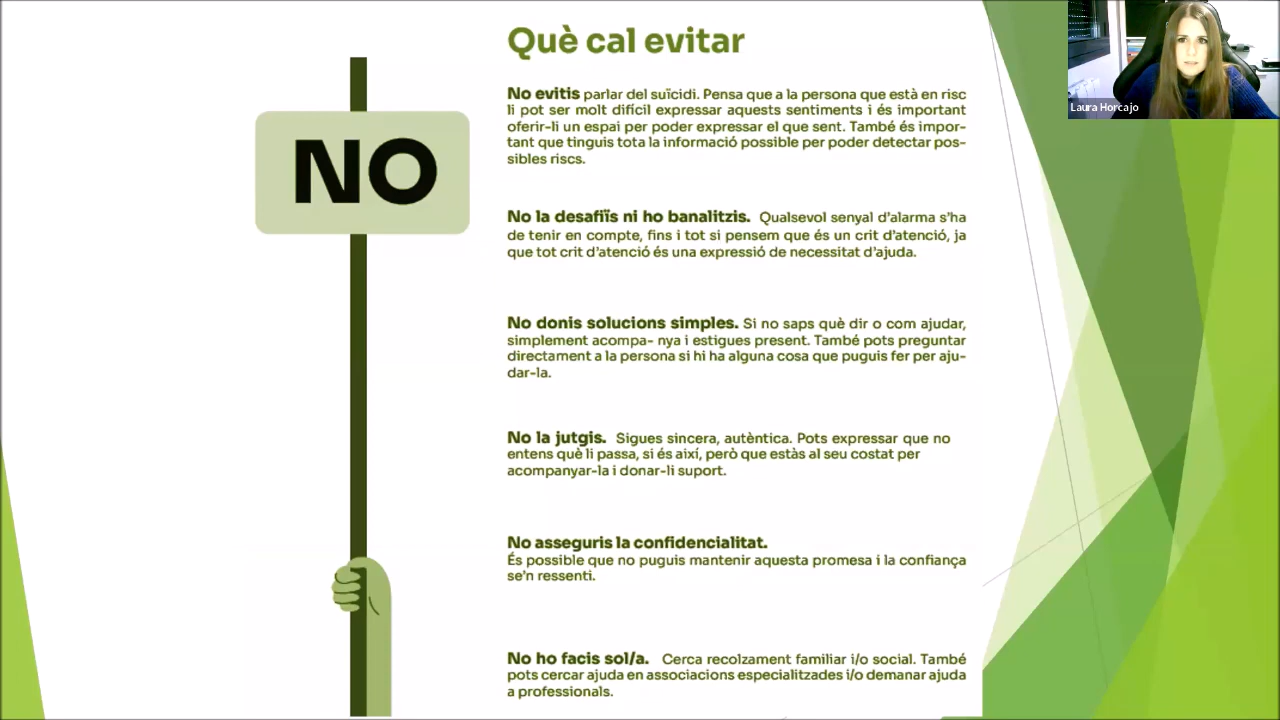 Què cal evitar
NO
No evitis parlar del suïcidi. Pensa que a la persona que està en risc
li pot ser molt difícil expressar aquests sentiments i és important
oferir-li un espai per poder expressar el que sent. També és impor-
tant que tinguis tota la informació possible per poder detectar pos-
sibles riscs.
No la desafiïs ni ho banalitzis. Qualsevol senyal d'alarma s'ha
de tenir en compte, fins i tot si pensem que és un crit d'atenció, ja
que tot crit d'atenció és una expressió de necessitat d'ajuda.
No donis solucions simples. Si no saps què dir o com ajudar,
simplement acompa- nya i estigues present. També pots preguntar
directament a la persona si hi ha alguna cosa que puguis fer per aju-
dar-la.
No la jutgis. Sigues sincera, autèntica. Pots expressar que no
entens què li passa, si és així, però que estàs al seu costat per
acompanyar-la i donar-li suport.
No asseguris la confidencialitat.
És possible que no puguis mantenir aquesta promesa i la confiança
se'n ressenti.
No ho facis sol/a. Cerca recolzament familiar i/o social. També
pots cercar ajuda en associacions especialitzades i/o demanar ajuda
a professionals.
Laura Horcajo